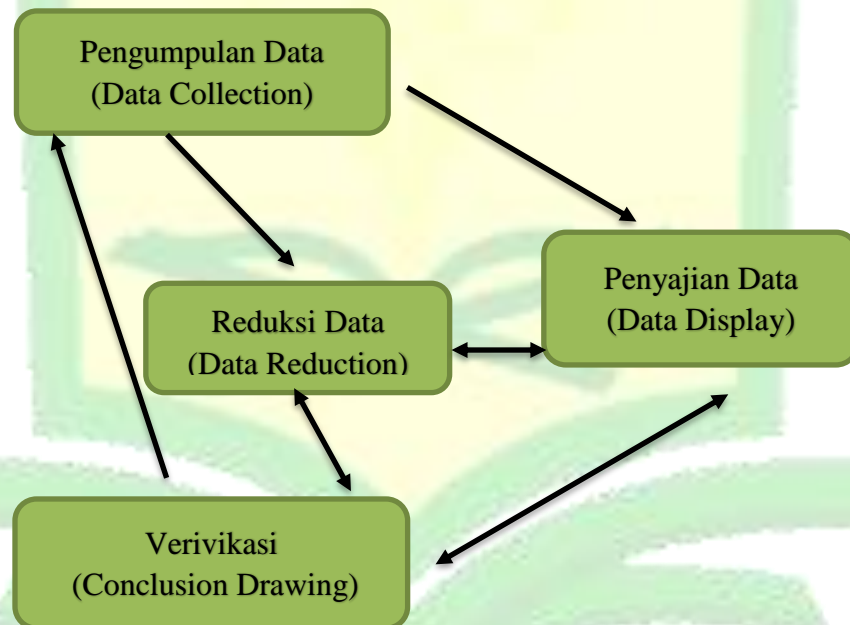 Pengumpulan Data
(Data Collection)
Penyajian Data
(Data Display)
Reduksi Data
(Data Reduction)
Verivikasi
(Conclusion Drawing)